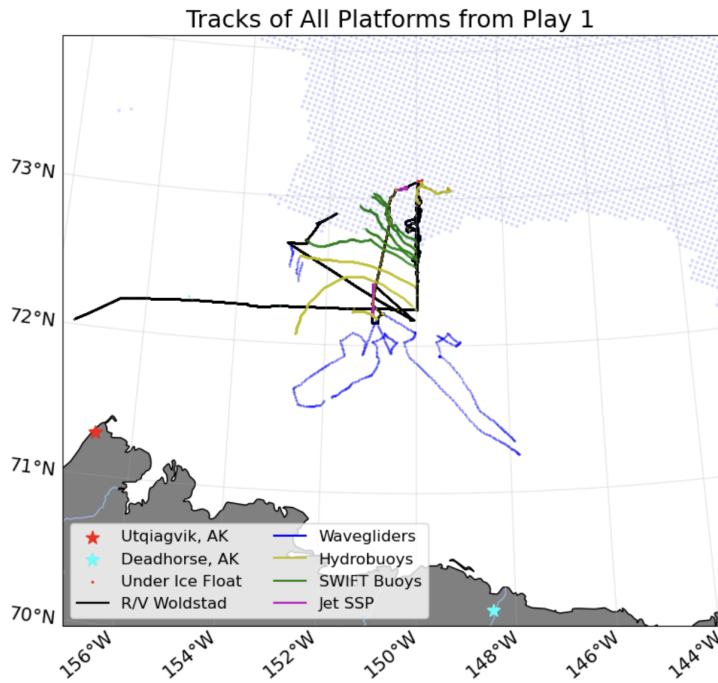 Tracks of All Platforms from Play 1
73°N
72°N
71°N
70°N
Utqiagvik, AK
Deadhorse, AK
Under Ice Float
R/V Woldstad
Wavegliders
Hydrobuoys
SWIFT Buoys
Jet SSP
156°W
154°W
152°W
150°W
148°W
146°W
144°W